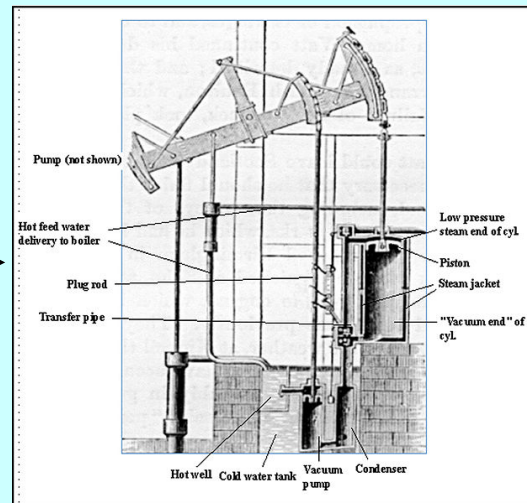 Pump (not shown)
Hot feed water
delivery to boiler
Plug rod
Transfer pipe
Low pressure
steam end of cyl.
Piston
Steam jacket
"Vacuum end" of
cyl.
Hot well
Cold water tank
Vacuum
pump
Condenser